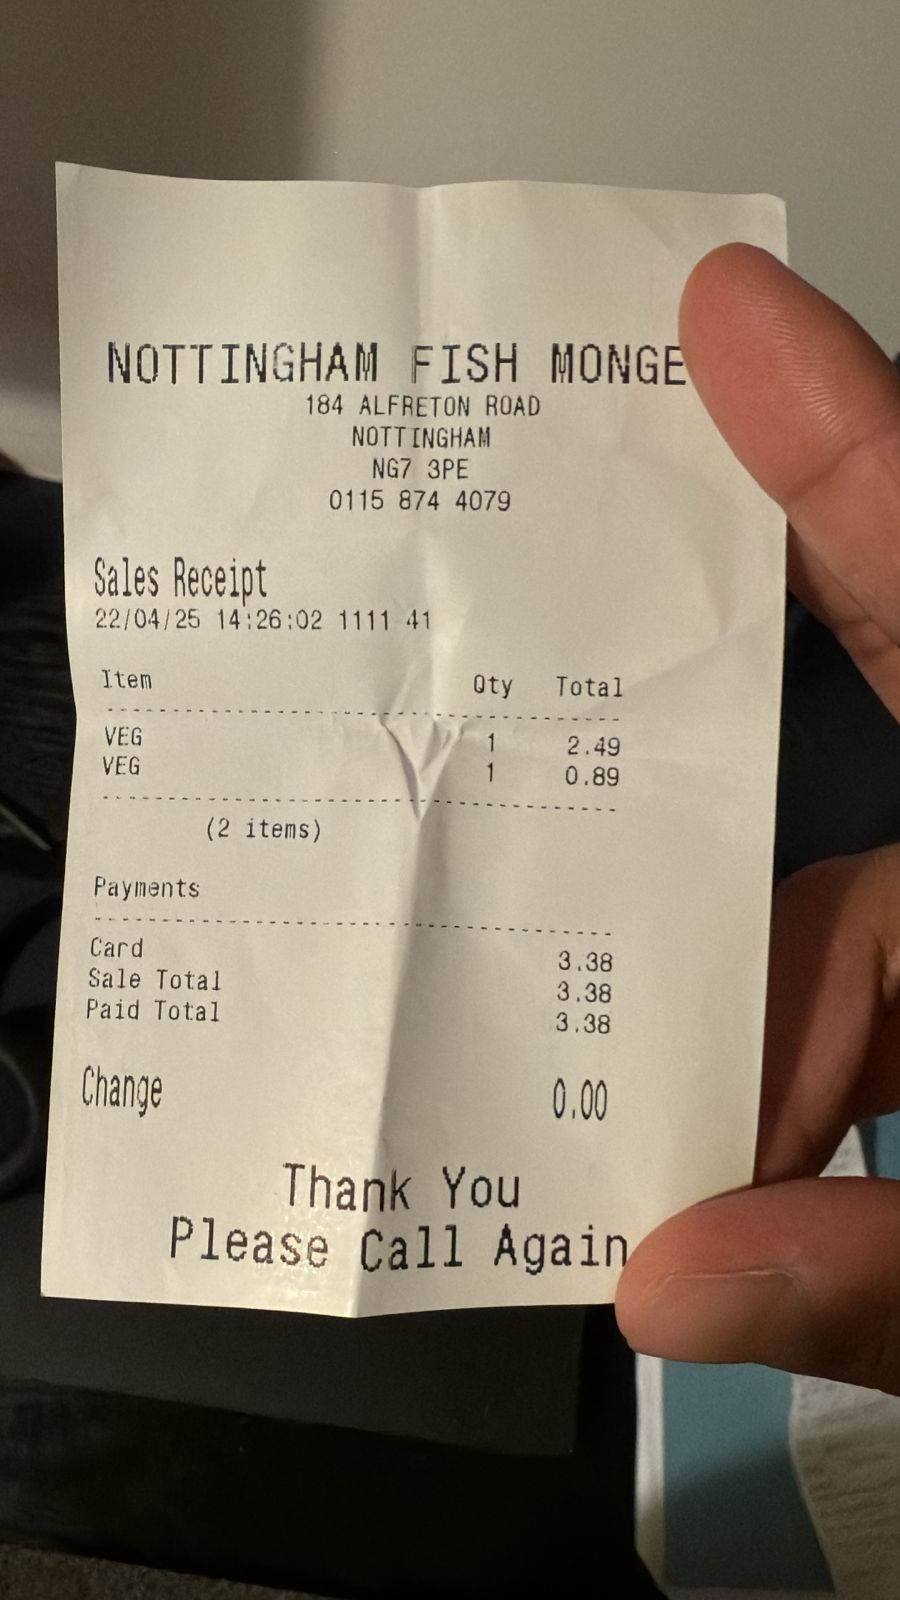 NOTTINGHAM FISH MONGE
184 ALFRETON ROAD
NOTTINGHAM
NG7 3PE
0115 874 4079
Sales Receipt
22/04/25 14:26:02 1111 41
Item Qty Total
VEG 1 2.49
VEG 1 0.89
(2 items)
Payments
Card 3.38
Sale Total 3.38
Paid Total 3.38
Change 0.00
Thank You
Please Call Again